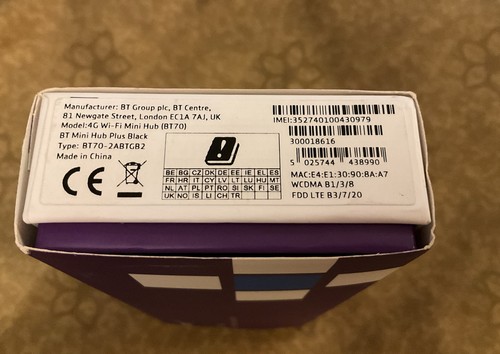 Manufacturer: BT Group plc, BT Centre,
81 Newgate Street, London EC1A 7AJ, UK
Model:4G Wi-Fi Mini Hub (BT70)
BT Mini Hub Plus Black
Type: BT70-2ABTGB2
Made in China
CE
BE BG CZ DK DE EE IE EL ES
FR HR IT CY LV LT LU HU MT
NL AT PL PT RO SI SK FI SE
UK NO IS LI CH TR
IMEI:352740100430979
300018616
5 025744 438990
MAC:E4:E1:30:90:8A:A7
WCDMA B1/3/8
FDD LTE B3/7/20